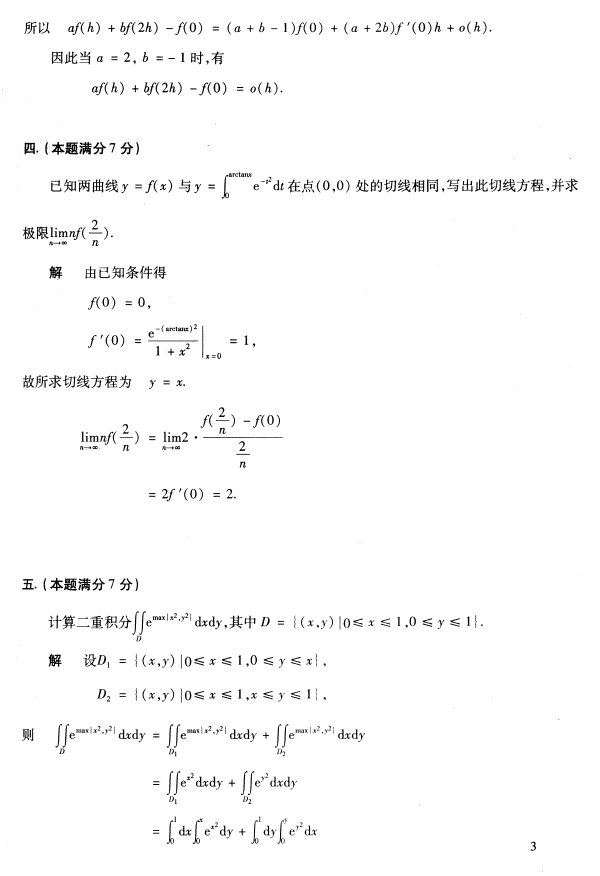 所以 af(h) + bf(2h) - f(0) = (a + b - 1)f(0) + (a + 2b)f '(0)h + o(h).
因此当 a = 2, b = - 1 时,有
af(h) + bf(2h) - f(0) = o(h).
四. (本题满分 7 分)
已知两曲线 y = f(x) 与 y = ∫₀^{arctanx} e^{-t²}dt 在点(0,0) 处的切线相同,写出此切线方程,并求
极限 lim_{n→∞} nf(2/n).
解 由已知条件得
f(0) = 0,
f '(0) = e^{-(arctanx)²}/(1 + x²) |_{x=0} = 1,
故所求切线方程为 y = x.
lim_{n→∞} nf(2/n) = lim_{n→∞} 2 · (f(2/n) - f(0))/(2/n)
= 2f '(0) = 2.
五. (本题满分 7 分)
计算二重积分∬_D e^{max{x²,y²}} dxdy,其中 D = {(x,y) |0 ≤ x ≤ 1,0 ≤ y ≤ 1}.
解 设D₁ = {(x,y) |0 ≤ x ≤ 1,0 ≤ y ≤ x},
D₂ = {(x,y) |0 ≤ x ≤ 1,x ≤ y ≤ 1},
则 ∬_D e^{max{x²,y²}} dxdy = ∬_{D₁} e^{max{x²,y²}} dxdy + ∬_{D₂} e^{max{x²,y²}} dxdy
= ∬_{D₁} e^{x²} dxdy + ∬_{D₂} e^{y²} dxdy
= ∫₀¹ dx∫₀^x e^{x²} dy + ∫₀¹ dy∫₀^y e^{y²} dx
3